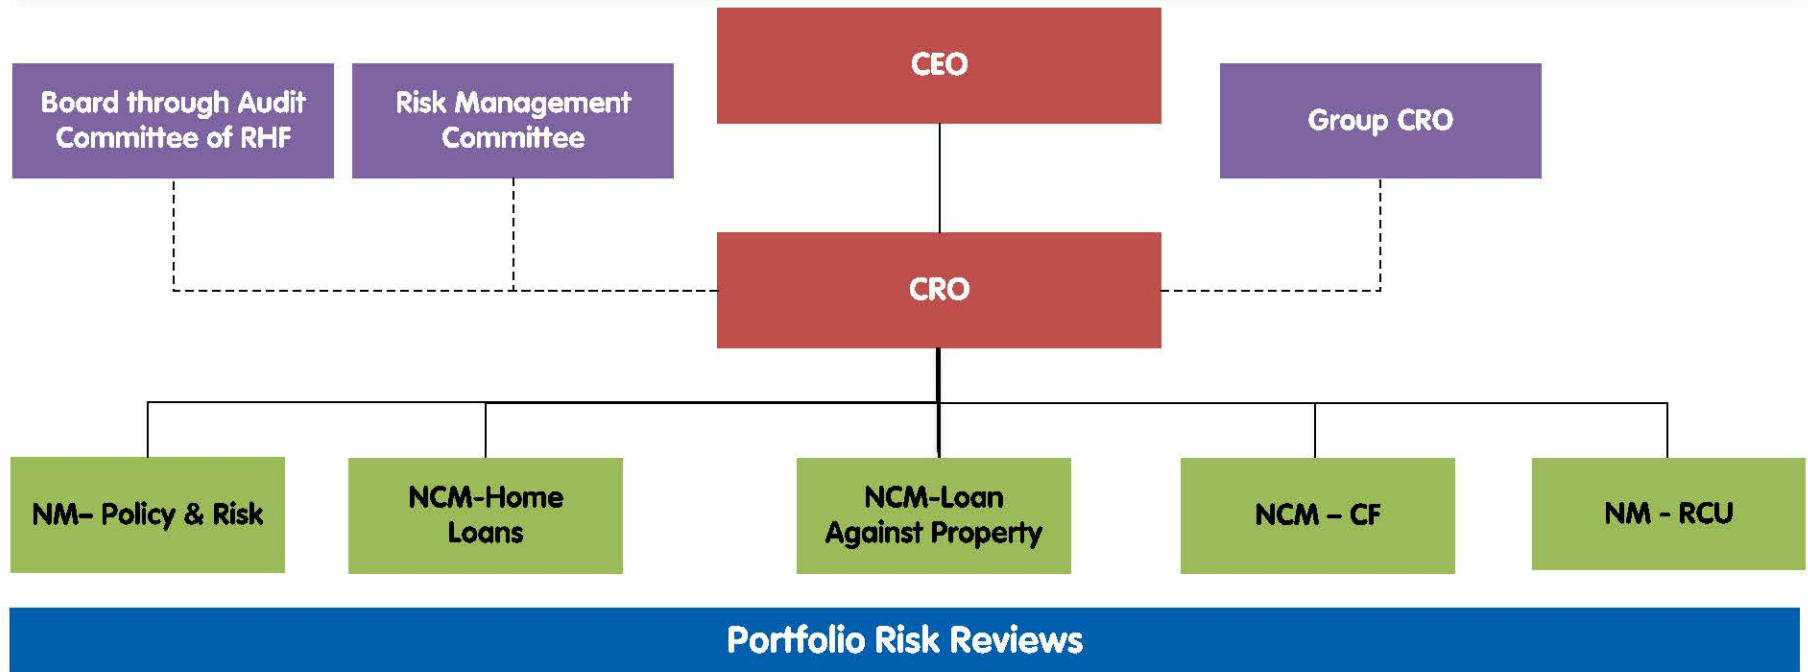 CEO
Board through Audit
Committee of RHF
Risk Management
Committee
Group CRO
CRO
NM– Policy & Risk
NCM-Home
Loans
NCM-Loan
Against Property
NCM – CF
NM - RCU
Portfolio Risk Reviews